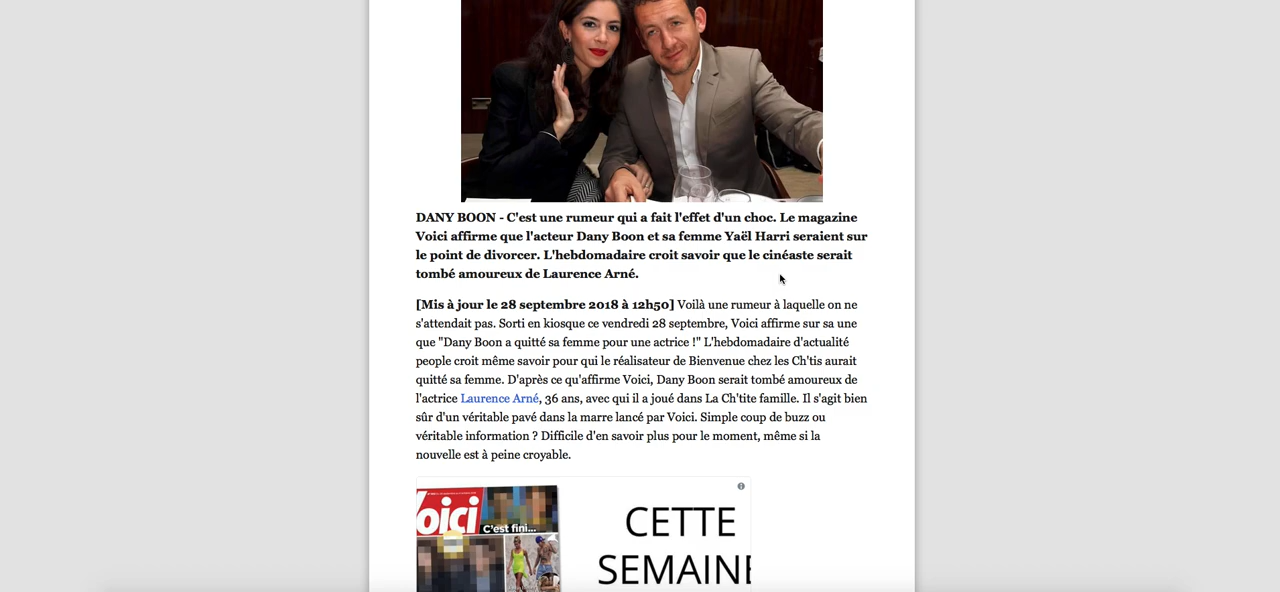 DANY BOON - C'est une rumeur qui a fait l'effet d'un choc. Le magazine
Voici affirme que l'acteur Dany Boon et sa femme Yaël Harri seraient sur
le point de divorcer. L'hebdomadaire croit savoir que le cinéaste serait
tombé amoureux de Laurence Arné.
[Mis à jour le 28 septembre 2018 à 12h50] Voilà une rumeur à laquelle on ne
s'attendait pas. Sorti en kiosque ce vendredi 28 septembre, Voici affirme sur sa une
que "Dany Boon a quitté sa femme pour une actrice !" L'hebdomadaire d'actualité
people croit même savoir pour qui le réalisateur de Bienvenue chez les Ch'tis aurait
quitté sa femme. D'après ce qu'affirme Voici, Dany Boon serait tombé amoureux de
l'actrice Laurence Arné, 36 ans, avec qui il a joué dans La Ch'tite famille. Il s'agit bien
sûr d'un véritable pavé dans la marre lancé par Voici. Simple coup de buzz ou
véritable information ? Difficile d'en savoir plus pour le moment, même si la
nouvelle est à peine croyable.
Voici
C'est fini...
CETTE
SEMAINE